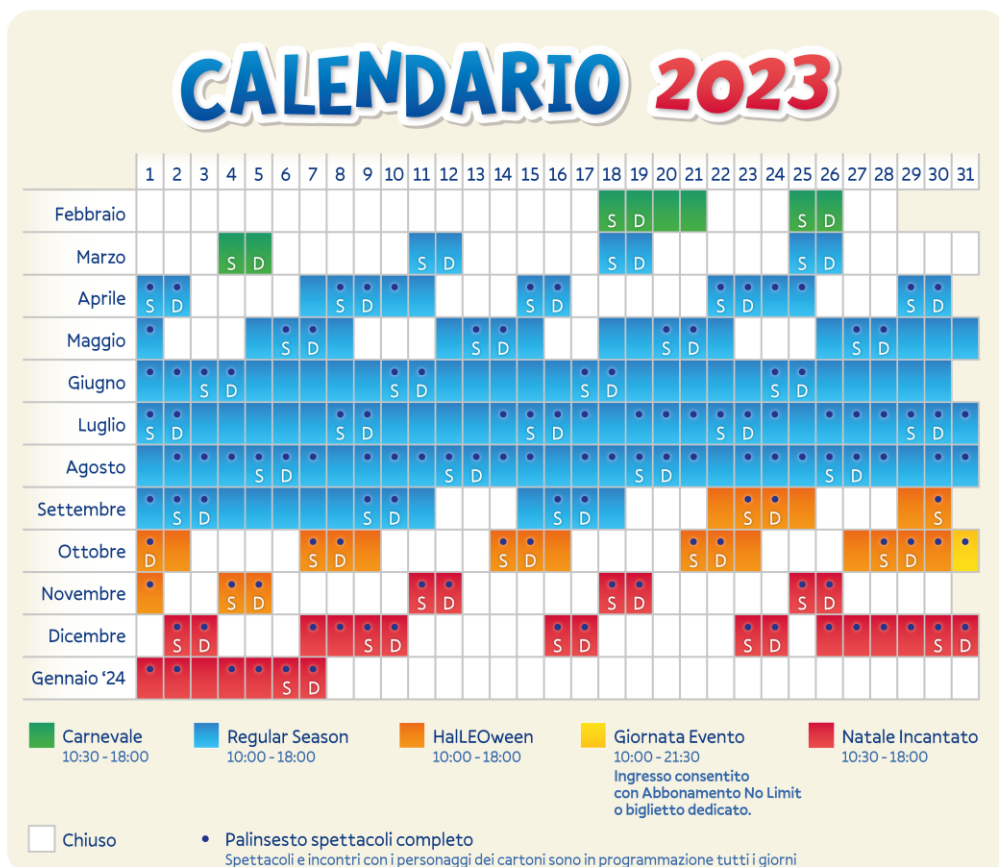 CALENDARIO 2023
1 2 3 4 5 6 7 8 9 10 11 12 13 14 15 16 17 18 19 20 21 22 23 24 25 26 27 28 29 30 31
Febbraio S D S D
Marzo S D S D S D S D
Aprile S D S D S D S D S D
Maggio S D S D S D S D
Giugno S D S D S D S D
Luglio S D S D S D S D S D
Agosto S D S D S D S D
Settembre S D S D S D S D S
Ottobre D S D S D S D S D
Novembre S D S D S D S D
Dicembre S D S D S D S D S D
Gennaio ‘24 S D
Carnevale Regular Season HalLEOween Giornata Evento Natale Incantato
10:30 - 18:00 10:00 - 18:00 10:00 - 18:00 10:00 - 21:30 10:30 - 18:00
Ingresso consentito
con Abbonamento No Limit
o biglietto dedicato.
Chiuso • Palinsesto spettacoli completo
Spettacoli e incontri con i personaggi dei cartoni sono in programmazione tutti i giorni